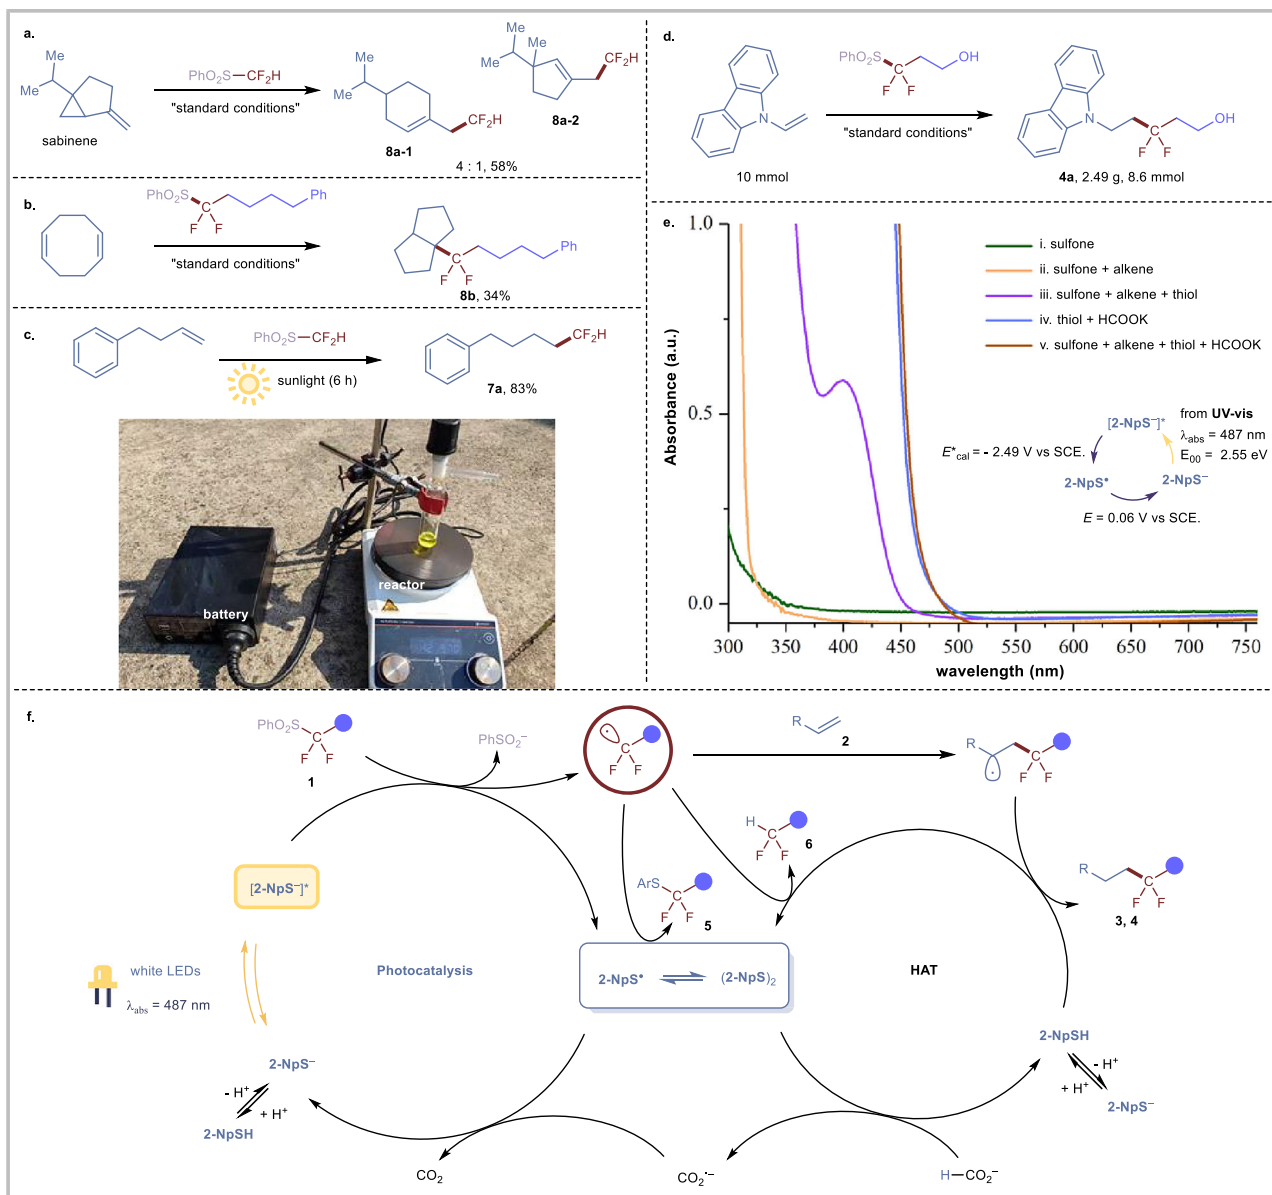 a.
Me
Me
sabinene
PhO₂S
CF₂H
"standard conditions"
Me
Me
CF₂H
8a-1
Me
Me
Me
CF₂H
8a-2
4 : 1, 58%
b.
PhO₂S
C
F F
Ph
"standard conditions"
C
F F
Ph
8b, 34%
c.
PhO₂S
CF₂H
sunlight (6 h)
CF₂H
7a, 83%
battery
reactor
d.
N
10 mmol
PhO₂S
C
F F
OH
"standard conditions"
N
C
F F
OH
4a, 2.49 g, 8.6 mmol
e.
1.0
0.5
0.0
Absorbance (a.u.)
i. sulfone
ii. sulfone + alkene
iii. sulfone + alkene + thiol
iv. thiol + HCOOK
v. sulfone + alkene + thiol + HCOOK
from UV-vis
λabs = 487 nm
E₀₀ = 2.55 eV
[2-NpS⁻]*
E*cal = - 2.49 V vs SCE.
2-NpS•
2-NpS⁻
E = 0.06 V vs SCE.
300 350 400 450 500 550 600 650 700 750
wavelength (nm)
f.
PhO₂S
C
F F
1
PhSO₂⁻
C
F F
R
2
R
C
C
F F
H
C
F F
6
ArS
C
F F
5
R
C
F F
3, 4
[2-NpS⁻]*
white LEDs
λabs = 487 nm
Photocatalysis
2-NpS•
(2-NpS)₂
HAT
2-NpS⁻
- H⁺
+ H⁺
2-NpSH
2-NpSH
- H⁺
+ H⁺
2-NpS⁻
CO₂
CO₂•⁻
H—CO₂⁻